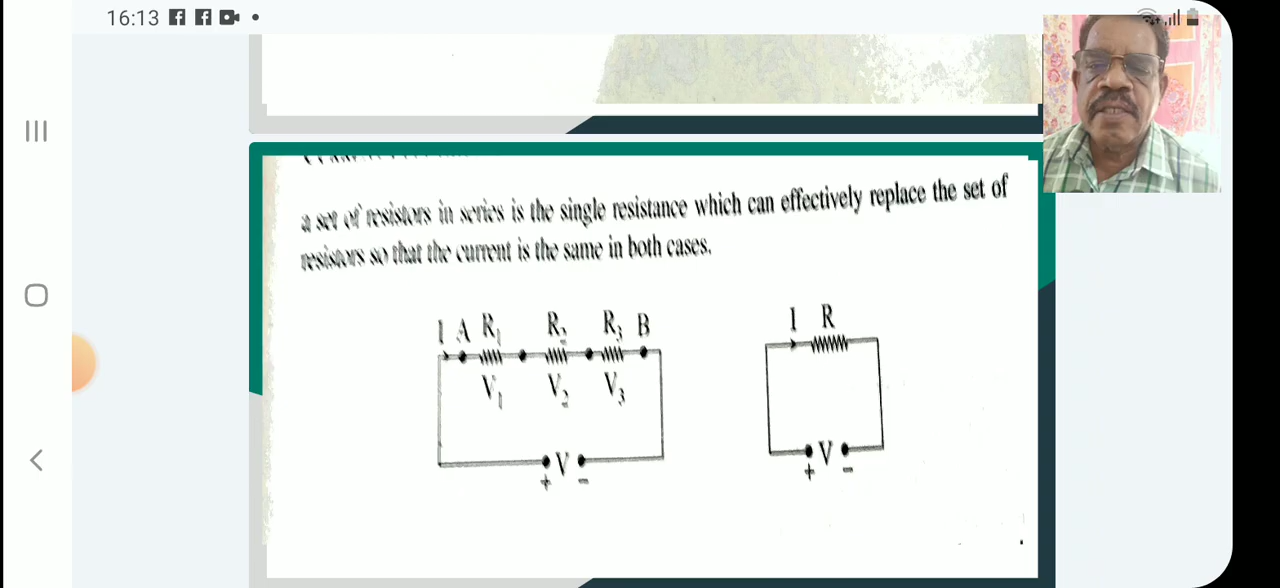 16:13
a set of resistors in series is the single resistance which can effectively replace the set of
resistors so that the current is the same in both cases.
I A R₁ R₂ R₃ B
V₁ V₂ V₃
V
+ −
I R
V
+ −